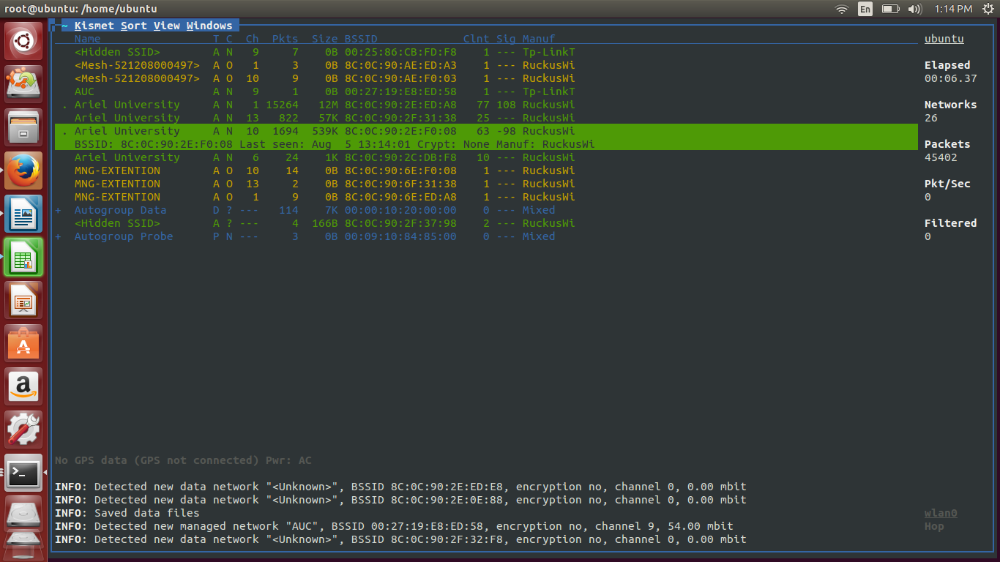 root@ubuntu: /home/ubuntu
En
1:14 PM
~ Kismet Sort View Windows
Name T C Ch Pkts Size BSSID Clnt Sig Manuf
<Hidden SSID> A N 9 7 0B 00:25:86:CB:FD:F8 1 --- Tp-LinkT
<Mesh-521208000497> A O 1 3 0B 8C:0C:90:AE:ED:A3 1 --- RuckusWi
<Mesh-521208000497> A O 10 9 0B 8C:0C:90:AE:F0:03 1 --- RuckusWi
AUC A N 9 1 0B 00:27:19:E8:ED:58 1 --- Tp-LinkT
. Ariel University A N 1 15264 12M 8C:0C:90:2E:ED:A8 77 108 RuckusWi
Ariel University A N 13 822 57K 8C:0C:90:2F:31:38 25 --- RuckusWi
. Ariel University A N 10 1694 539K 8C:0C:90:2E:F0:08 63 -98 RuckusWi
BSSID: 8C:0C:90:2E:F0:08 Last seen: Aug 5 13:14:01 Crypt: None Manuf: RuckusWi
Ariel University A N 6 24 1K 8C:0C:90:2C:DB:F8 10 --- RuckusWi
MNG-EXTENTION A O 10 14 0B 8C:0C:90:6E:F0:08 1 --- RuckusWi
MNG-EXTENTION A O 13 2 0B 8C:0C:90:6F:31:38 1 --- RuckusWi
MNG-EXTENTION A O 1 9 0B 8C:0C:90:6E:ED:A8 1 --- RuckusWi
+ Autogroup Data D ? --- 114 7K 00:00:10:20:00:00 0 --- Mixed
<Hidden SSID> A ? --- 4 166B 8C:0C:90:2F:37:98 2 --- RuckusWi
+ Autogroup Probe P N --- 3 0B 00:09:10:84:85:00 0 --- Mixed
ubuntu
Elapsed
00:06.37
Networks
26
Packets
45402
Pkt/Sec
0
Filtered
0
No GPS data (GPS not connected) Pwr: AC
INFO: Detected new data network "<Unknown>", BSSID 8C:0C:90:2E:ED:E8, encryption no, channel 0, 0.00 mbit
INFO: Detected new data network "<Unknown>", BSSID 8C:0C:90:2E:0E:88, encryption no, channel 0, 0.00 mbit
INFO: Saved data files
INFO: Detected new managed network "AUC", BSSID 00:27:19:E8:ED:58, encryption no, channel 9, 54.00 mbit
INFO: Detected new data network "<Unknown>", BSSID 8C:0C:90:2F:32:F8, encryption no, channel 0, 0.00 mbit
wlan0
Hop